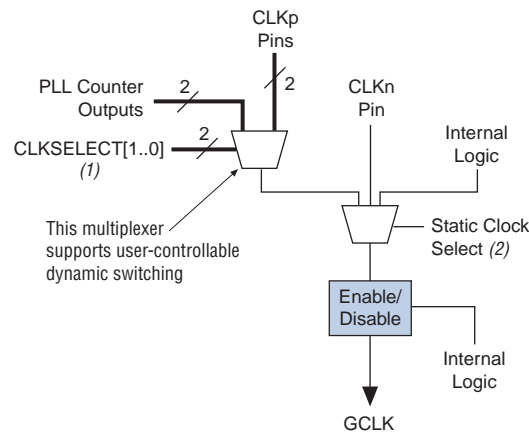 CLKp
Pins
PLL Counter
Outputs
2
2
CLKn
Pin
CLKSELECT[1..0]
(1)
2
Internal
Logic
This multiplexer
supports user-controllable
dynamic switching
Static Clock
Select (2)
Enable/
Disable
Internal
Logic
GCLK